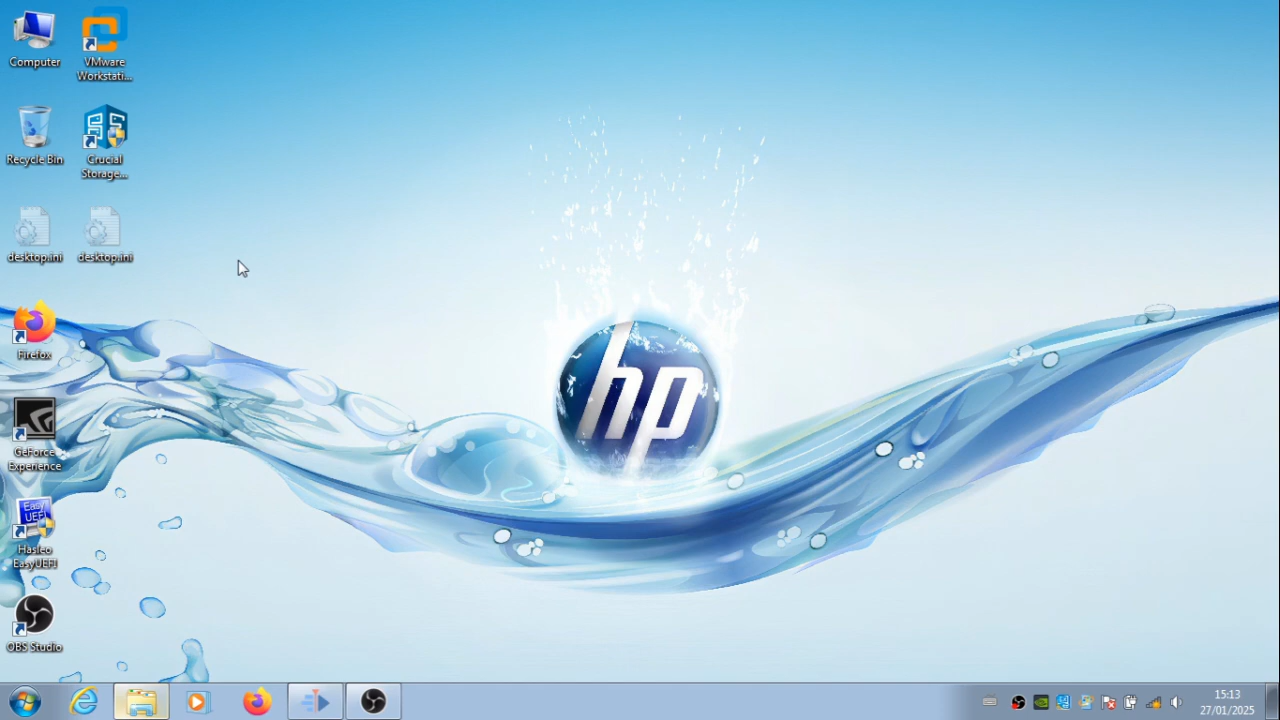 Computer
VMware
Workstati...
Recycle Bin
Crucial
Storage...
desktop.ini
desktop.ini
Firefox
GeForce
Experience
EasyUEFI
Hasleo
EasyUEFI
OBS Studio
hp
15:13
27/01/2025